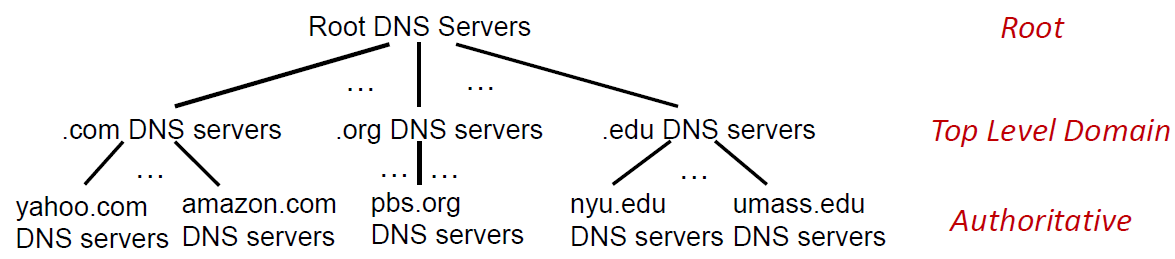 Root DNS Servers
Root
… …
.com DNS servers
.org DNS servers
.edu DNS servers
Top Level Domain
… … … …
yahoo.com
DNS servers
amazon.com
DNS servers
pbs.org
DNS servers
nyu.edu
DNS servers
umass.edu
DNS servers
Authoritative